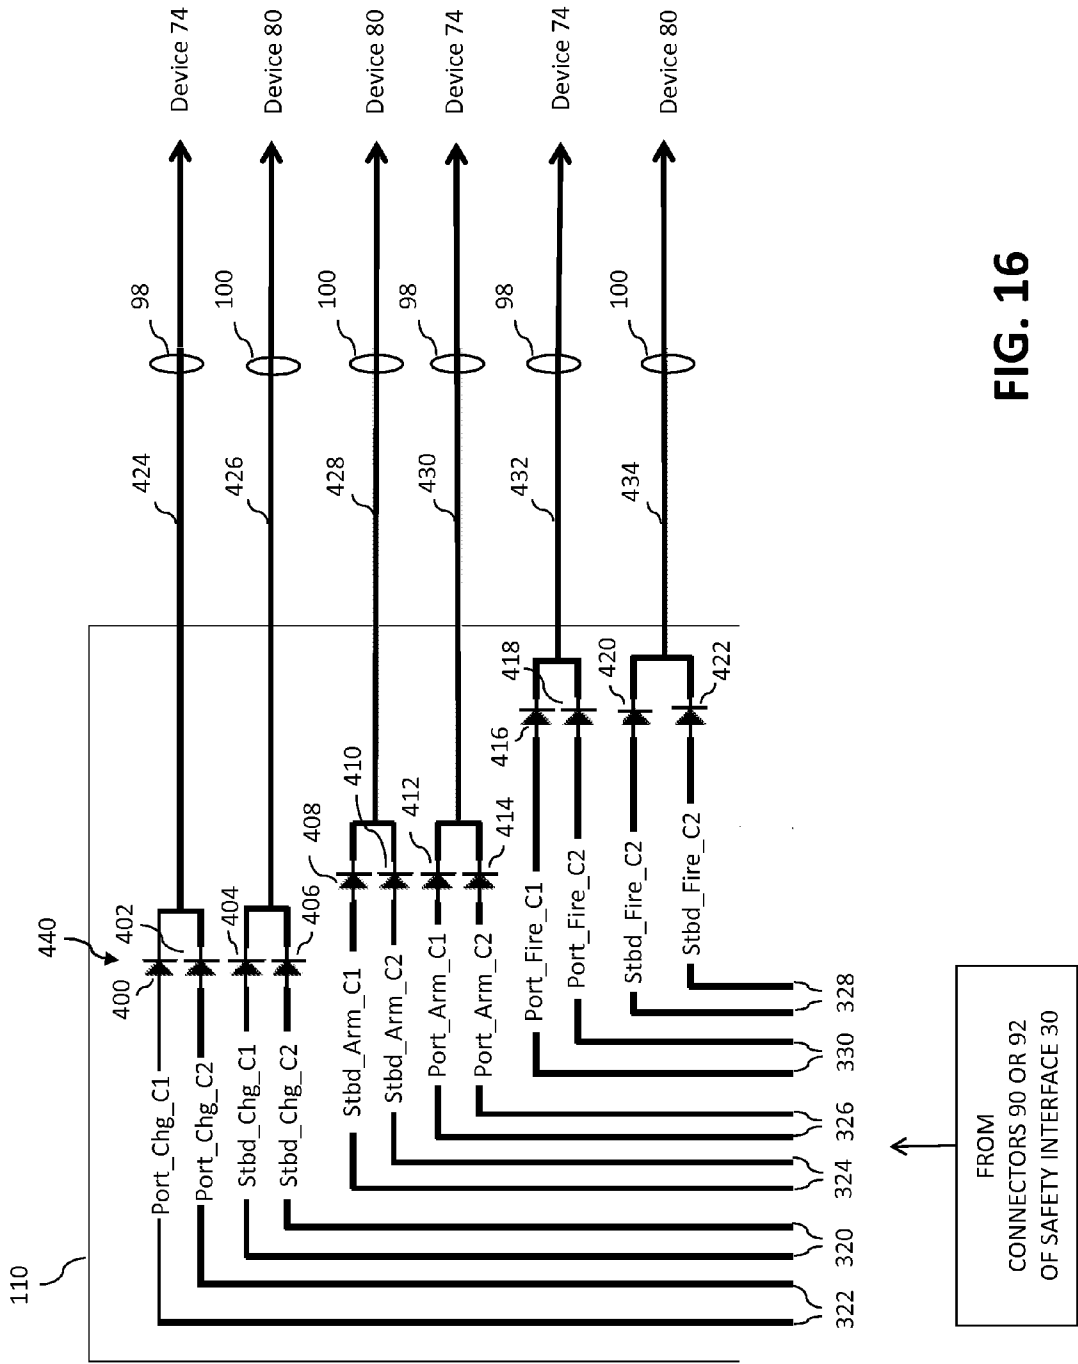 Device 74
Device 80
Device 80
Device 74
Device 74
Device 80
98
100
100
98
98
100
424
426
428
430
432
434
110
440
400
402
404
406
408
410
412
414
416
418
420
422
Port_Chg_C1
Port_Chg_C2
Stbd_Chg_C1
Stbd_Chg_C2
Stbd_Arm_C1
Stbd_Arm_C2
Port_Arm_C1
Port_Arm_C2
Port_Fire_C1
Port_Fire_C2
Stbd_Fire_C2
Stbd_Fire_C2
322
320
324
326
330
328
FROM
CONNECTORS 90 OR 92
OF SAFETY INTERFACE 30
FIG. 16